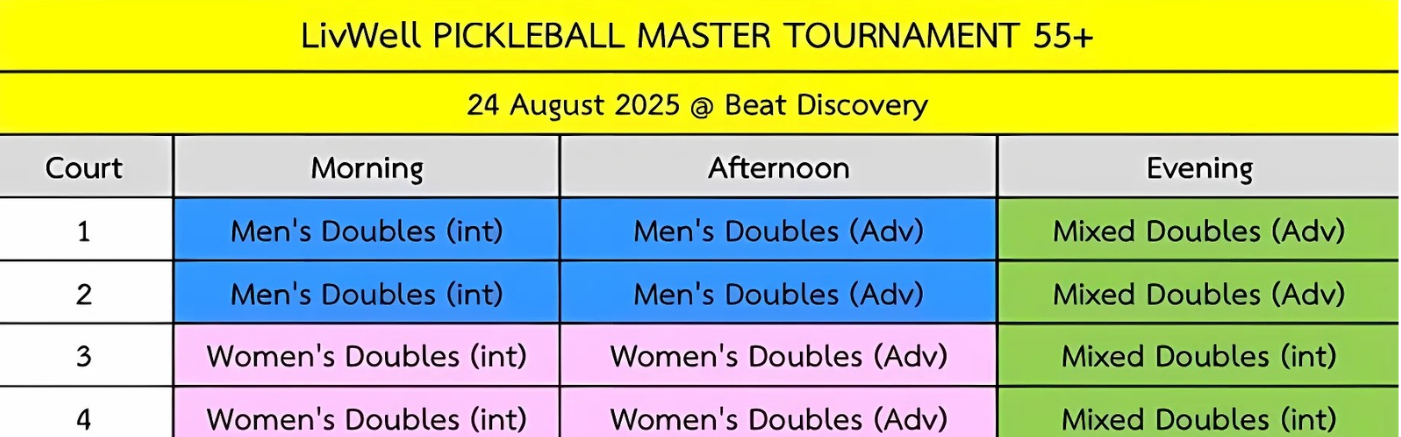 LivWell PICKLEBALL MASTER TOURNAMENT 55+
24 August 2025 @ Beat Discovery
Court Morning Afternoon Evening
1 Men's Doubles (int) Men's Doubles (Adv) Mixed Doubles (Adv)
2 Men's Doubles (int) Men's Doubles (Adv) Mixed Doubles (Adv)
3 Women's Doubles (int) Women's Doubles (Adv) Mixed Doubles (int)
4 Women's Doubles (int) Women's Doubles (Adv) Mixed Doubles (int)